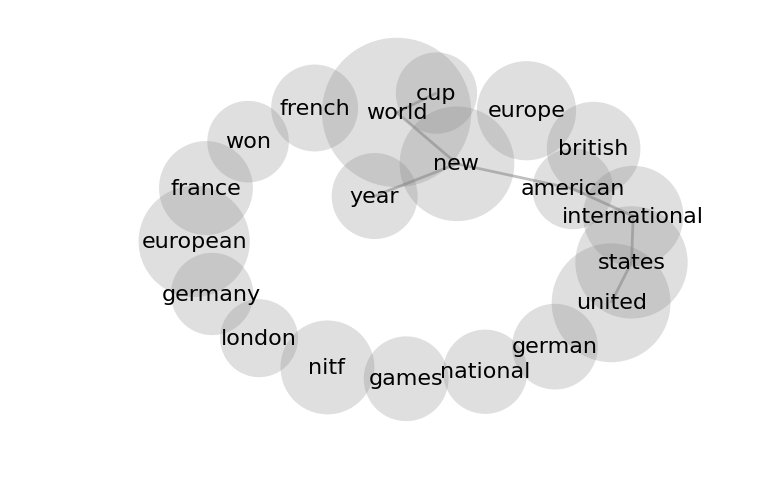 cup
french
europe
world
won
british
new
france
american
year
international
european
states
germany
united
london
german
nitf
national
games